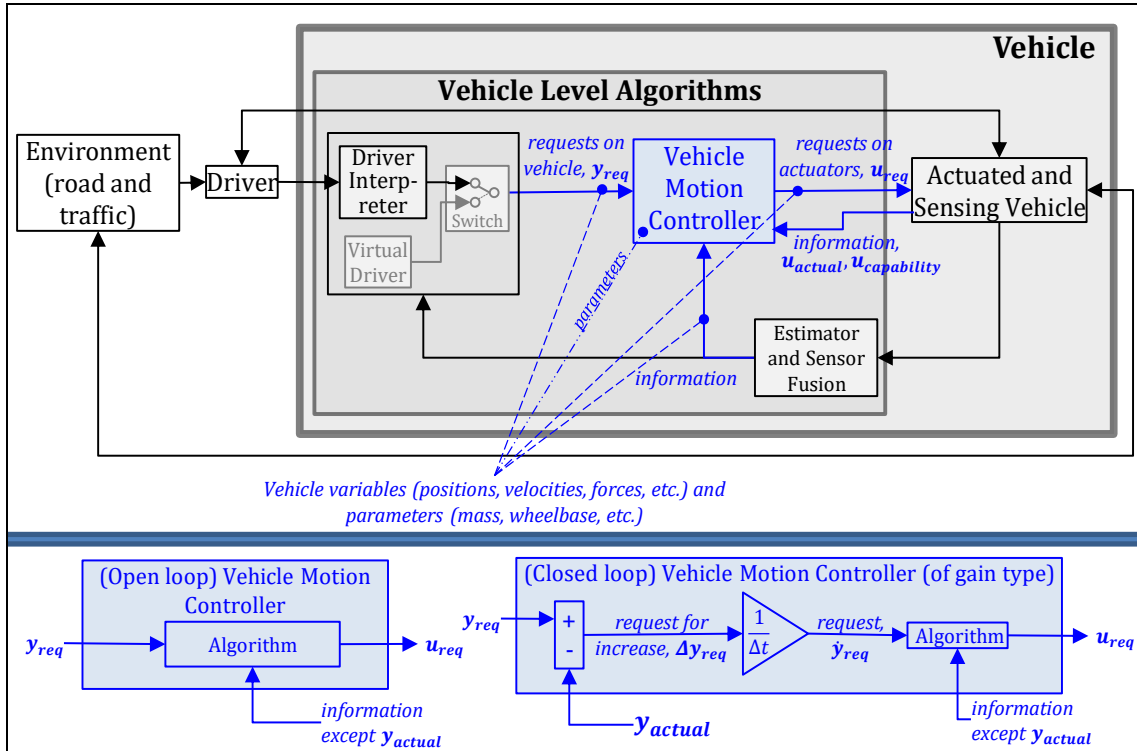 Vehicle
Vehicle Level Algorithms
Environment
(road and
traffic)
Driver
Driver
Interp-
reter
Switch
Virtual
Driver
requests on
vehicle, y_req
Vehicle
Motion
Controller
requests on
actuators, u_req
Actuated and
Sensing Vehicle
information,
u_actual, u_capability
parameters
Estimator
and Sensor
Fusion
information
Vehicle variables (positions, velocities, forces, etc.) and
parameters (mass, wheelbase, etc.)
(Open loop) Vehicle Motion
Controller
y_req
Algorithm
u_req
information
except y_actual
(Closed loop) Vehicle Motion Controller (of gain type)
y_req
+
-
request for
increase, Δy_req
1
Δt
request,
ẏ_req
Algorithm
u_req
y_actual
information
except y_actual